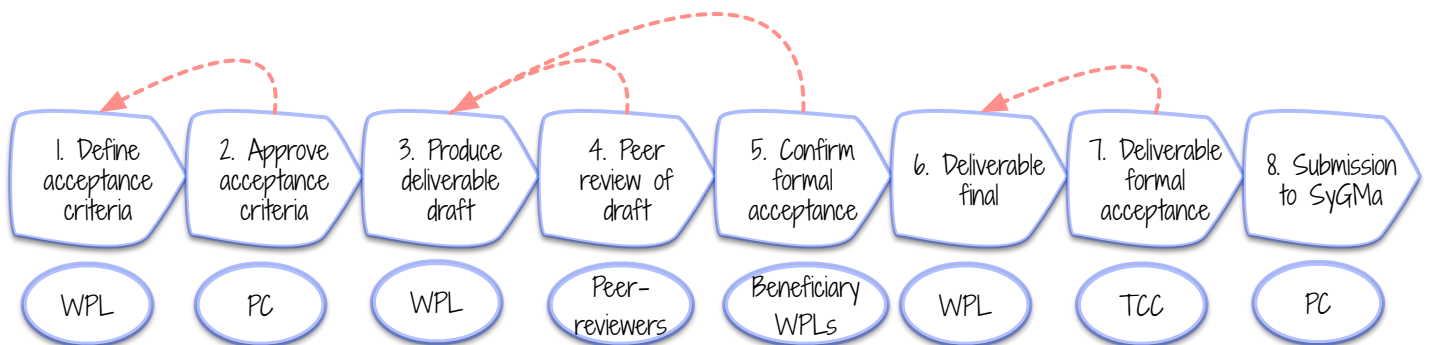 1. Define
acceptance
criteria
2. Approve
acceptance
criteria
3. Produce
deliverable
draft
4. Peer
review of
draft
5. Confirm
formal
acceptance
6. Deliverable
final
7. Deliverable
formal
acceptance
8. Submission
to SyGMa
WPL
PC
WPL
Peer-
reviewers
Beneficiary
WPLs
WPL
TCC
PC